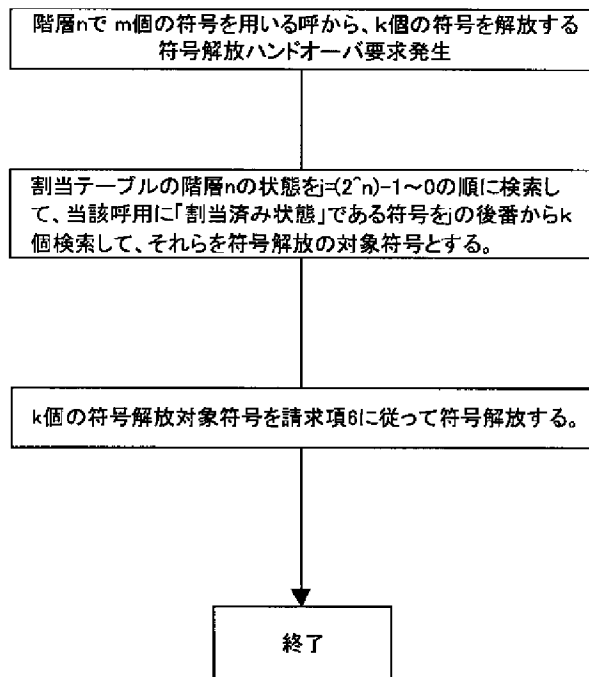 階層nで m個の符号を用いる呼から、k個の符号を解放する
符号解放ハンドオーバ要求発生
割当テーブルの階層nの状態をj=(2^n)-1～0の順に検索し
て、当該呼用に「割当済み状態」である符号をjの後番からk
個検索して、それらを符号解放の対象符号とする。
k個の符号解放対象符号を請求項6に従って符号解放する。
終了